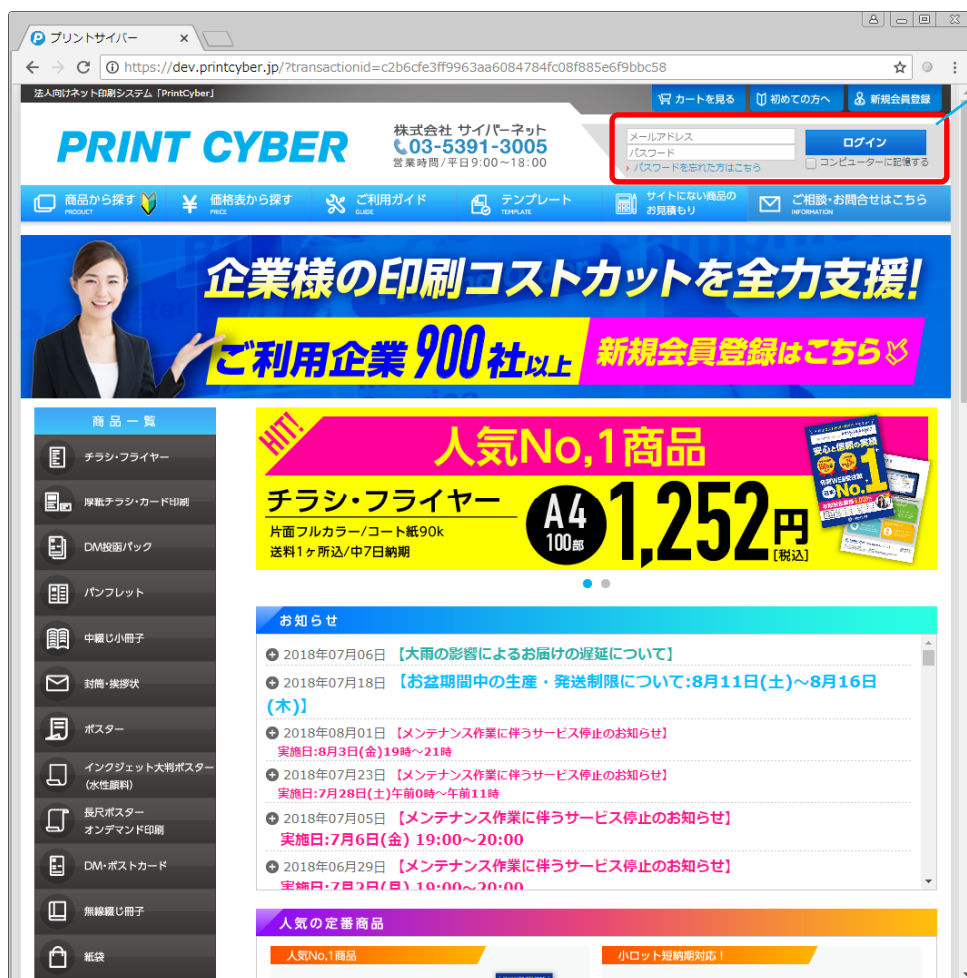 プリントサイバー
https://dev.printcyber.jp/?transactionid=c2b6cfe3ff9963aa6084784fc08f885e6f9bbc58
法人向けネット印刷システム「PrintCyber」
カートを見る
初めての方へ
新規会員登録
PRINT CYBER
株式会社 サイバーネット
03-5391-3005
営業時間/平日9:00~18:00
メールアドレス
パスワード
パスワードを忘れた方はこちら
ログイン
コンピューターに記憶する
商品から探す
PRODUCT
価格表から探す
PRICE
ご利用ガイド
GUIDE
テンプレート
TEMPLATE
サイトにない商品の
お見積もり
ご相談・お問合せはこちら
INFORMATION
企業様の印刷コストカットを全力支援!
ご利用企業900社以上
新規会員登録はこちら
商品一覧
チラシ・フライヤー
厚紙チラシ・カード印刷
DM投函パック
パンフレット
中綴じ小冊子
封筒・挨拶状
ポスター
インクジェット大判ポスター
(水性顔料)
長尺ポスター
オンデマンド印刷
DM・ポストカード
無線綴じ冊子
紙袋
HIT!
人気No,1商品
チラシ・フライヤー
片面フルカラー/コート紙90k
送料1ヶ所込/中7日納期
A4
100部
1,252円
[税込]
安心と信頼の実績
No.1
お知らせ
2018年07月06日 【大雨の影響によるお届けの遅延について】
2018年07月18日 【お盆期間中の生産・発送制限について:8月11日(土)～8月16日
(木)】
2018年08月01日 【メンテナンス作業に伴うサービス停止のお知らせ】
実施日:8月3日(金)19時～21時
2018年07月23日 【メンテナンス作業に伴うサービス停止のお知らせ】
実施日:7月28日(土)午前0時～午前11時
2018年07月05日 【メンテナンス作業に伴うサービス停止のお知らせ】
実施日:7月6日(金) 19:00～20:00
2018年06月29日 【メンテナンス作業に伴うサービス停止のお知らせ】
実施日:7月2日(月) 19:00～20:00
人気の定番商品
人気No,1商品
小ロット短納期対応！